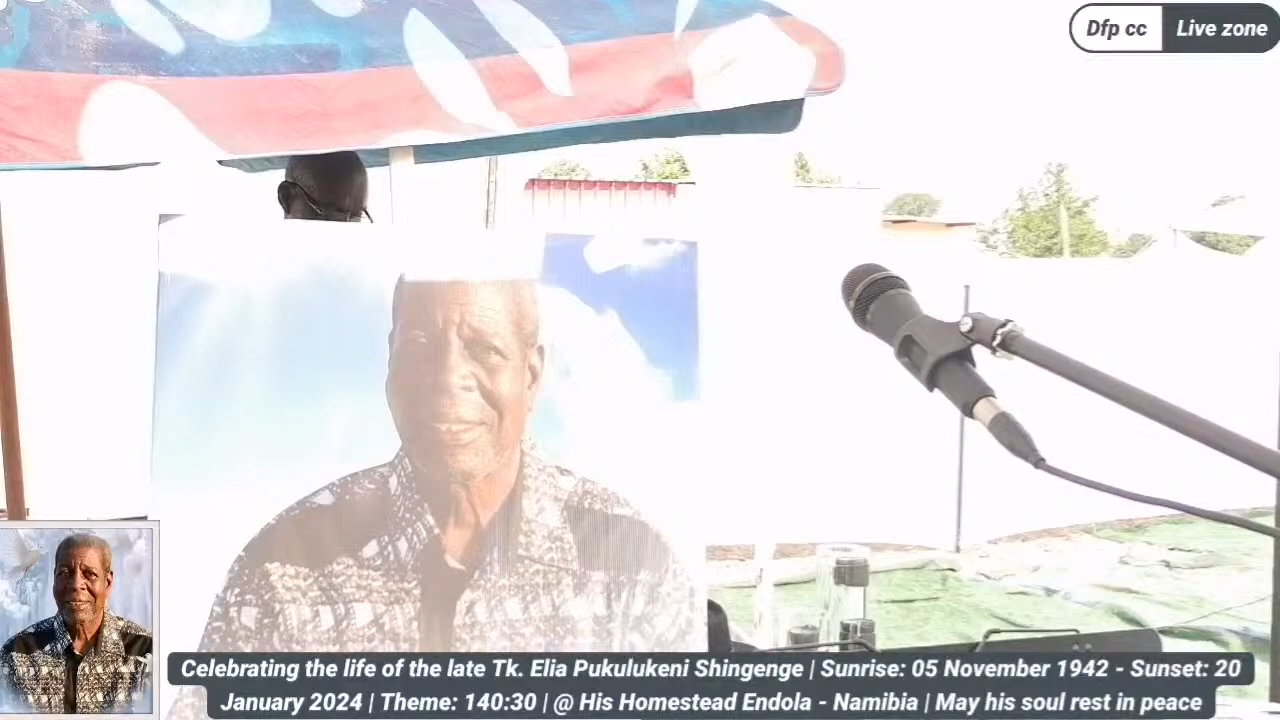 Dfp cc Live zone
Celebrating the life of the late Tk. Elia Pukulukeni Shingenge | Sunrise: 05 November 1942 - Sunset: 20
January 2024 | Theme: 140:30 | @ His Homestead Endola - Namibia | May his soul rest in peace